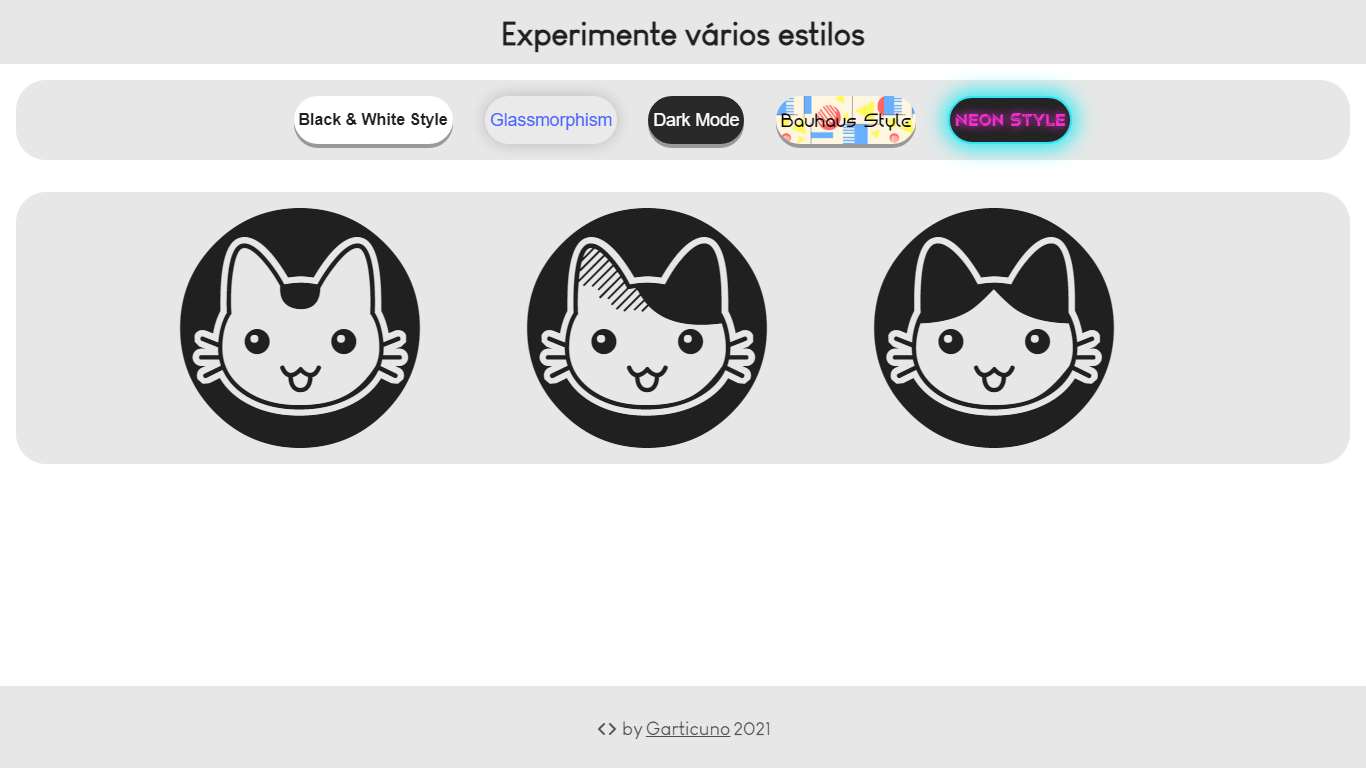 Experimente vários estilos
Black & White Style
Glassmorphism
Dark Mode
Bauhaus Style
NEON STYLE
<> by Garticuno 2021